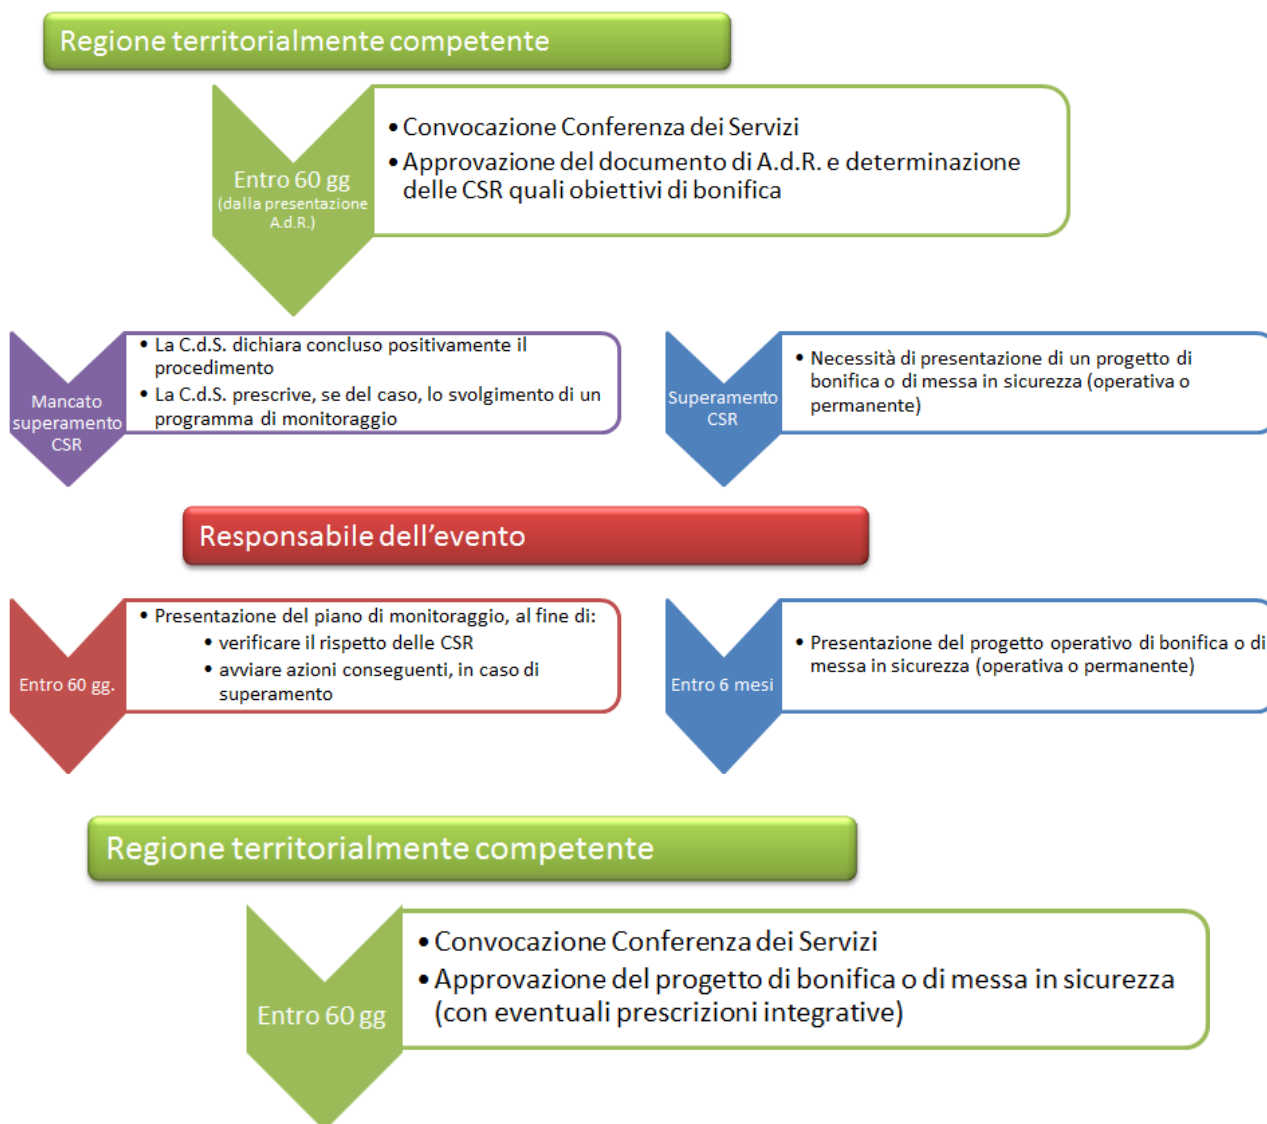 Regione territorialmente competente
Entro 60 gg
(dalla presentazione
A.d.R.)
• Convocazione Conferenza dei Servizi
• Approvazione del documento di A.d.R. e determinazione
delle CSR quali obiettivi di bonifica
Mancato
superamento
CSR
• La C.d.S. dichiara concluso positivamente il
procedimento
• La C.d.S. prescrive, se del caso, lo svolgimento di un
programma di monitoraggio
Superamento
CSR
• Necessità di presentazione di un progetto di
bonifica o di messa in sicurezza (operativa o
permanente)
Responsabile dell’evento
Entro 60 gg.
• Presentazione del piano di monitoraggio, al fine di:
• verificare il rispetto delle CSR
• avviare azioni conseguenti, in caso di
superamento
Entro 6 mesi
• Presentazione del progetto operativo di bonifica o di
messa in sicurezza (operativa o permanente)
Regione territorialmente competente
Entro 60 gg
• Convocazione Conferenza dei Servizi
• Approvazione del progetto di bonifica o di messa in sicurezza
(con eventuali prescrizioni integrative)